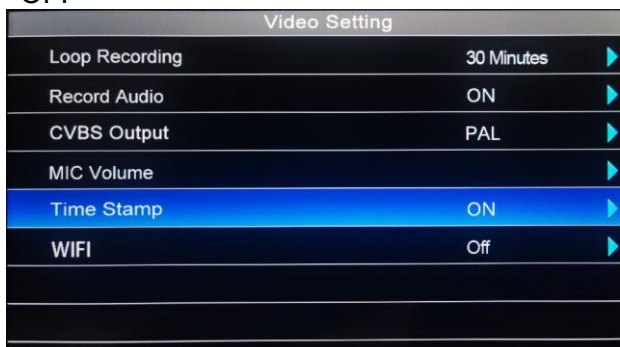 Video Setting
Loop Recording 30 Minutes
Record Audio ON
CVBS Output PAL
MIC Volume
Time Stamp ON
WIFI Off